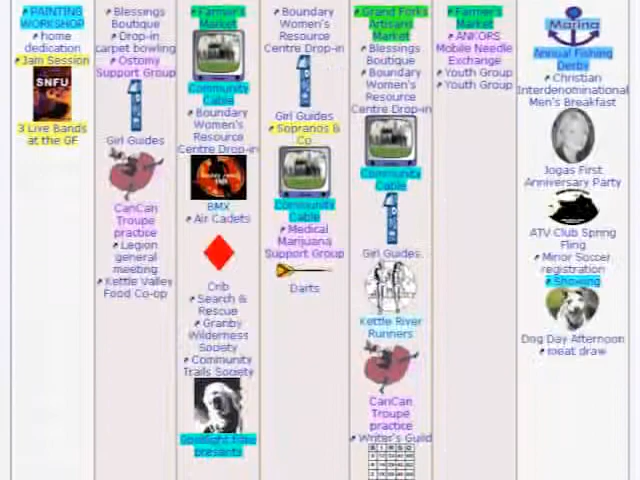 PAINTING
WORKSHOP
home
dedication
Jam Session
SNFU
3 Live Bands
at the GF
Blessings
Boutique
Drop-in
carpet bowling
Ostomy
Support Group
Girl Guides
CanCan
Troupe
practice
Legion
general
meeting
Kettle Valley
Food Co-op
Farmer's
Market
Community
Cable
Boundary
Women's
Resource
Centre Drop-in
BMX
Air Cadets
Crib
Search &
Rescue
Granby
Wilderness
Society
Community
Trails Society
presents
Boundary
Women's
Resource
Centre Drop-in
Girl Guides
Sopranos &
Co
Community
Cable
Medical
Marijuana
Support Group
Darts
Grand Forks
Artisans
Market
Blessings
Boutique
Boundary
Women's
Resource
Centre Drop-in
Community
Cable
Girl Guides
Kettle River
Runners
CanCan
Troupe
practice
Writer's Guild
Farmer's
Market
ANKORS
Mobile Needle
Exchange
Youth Group
Youth Group
Marina
Annual Fishing
Derby
Christian
Interdenominational
Men's Breakfast
Jogas First
Anniversary Party
ATV Club Spring
Fling
Minor Soccer
registration
Showing
Dog Day Afternoon
meat draw